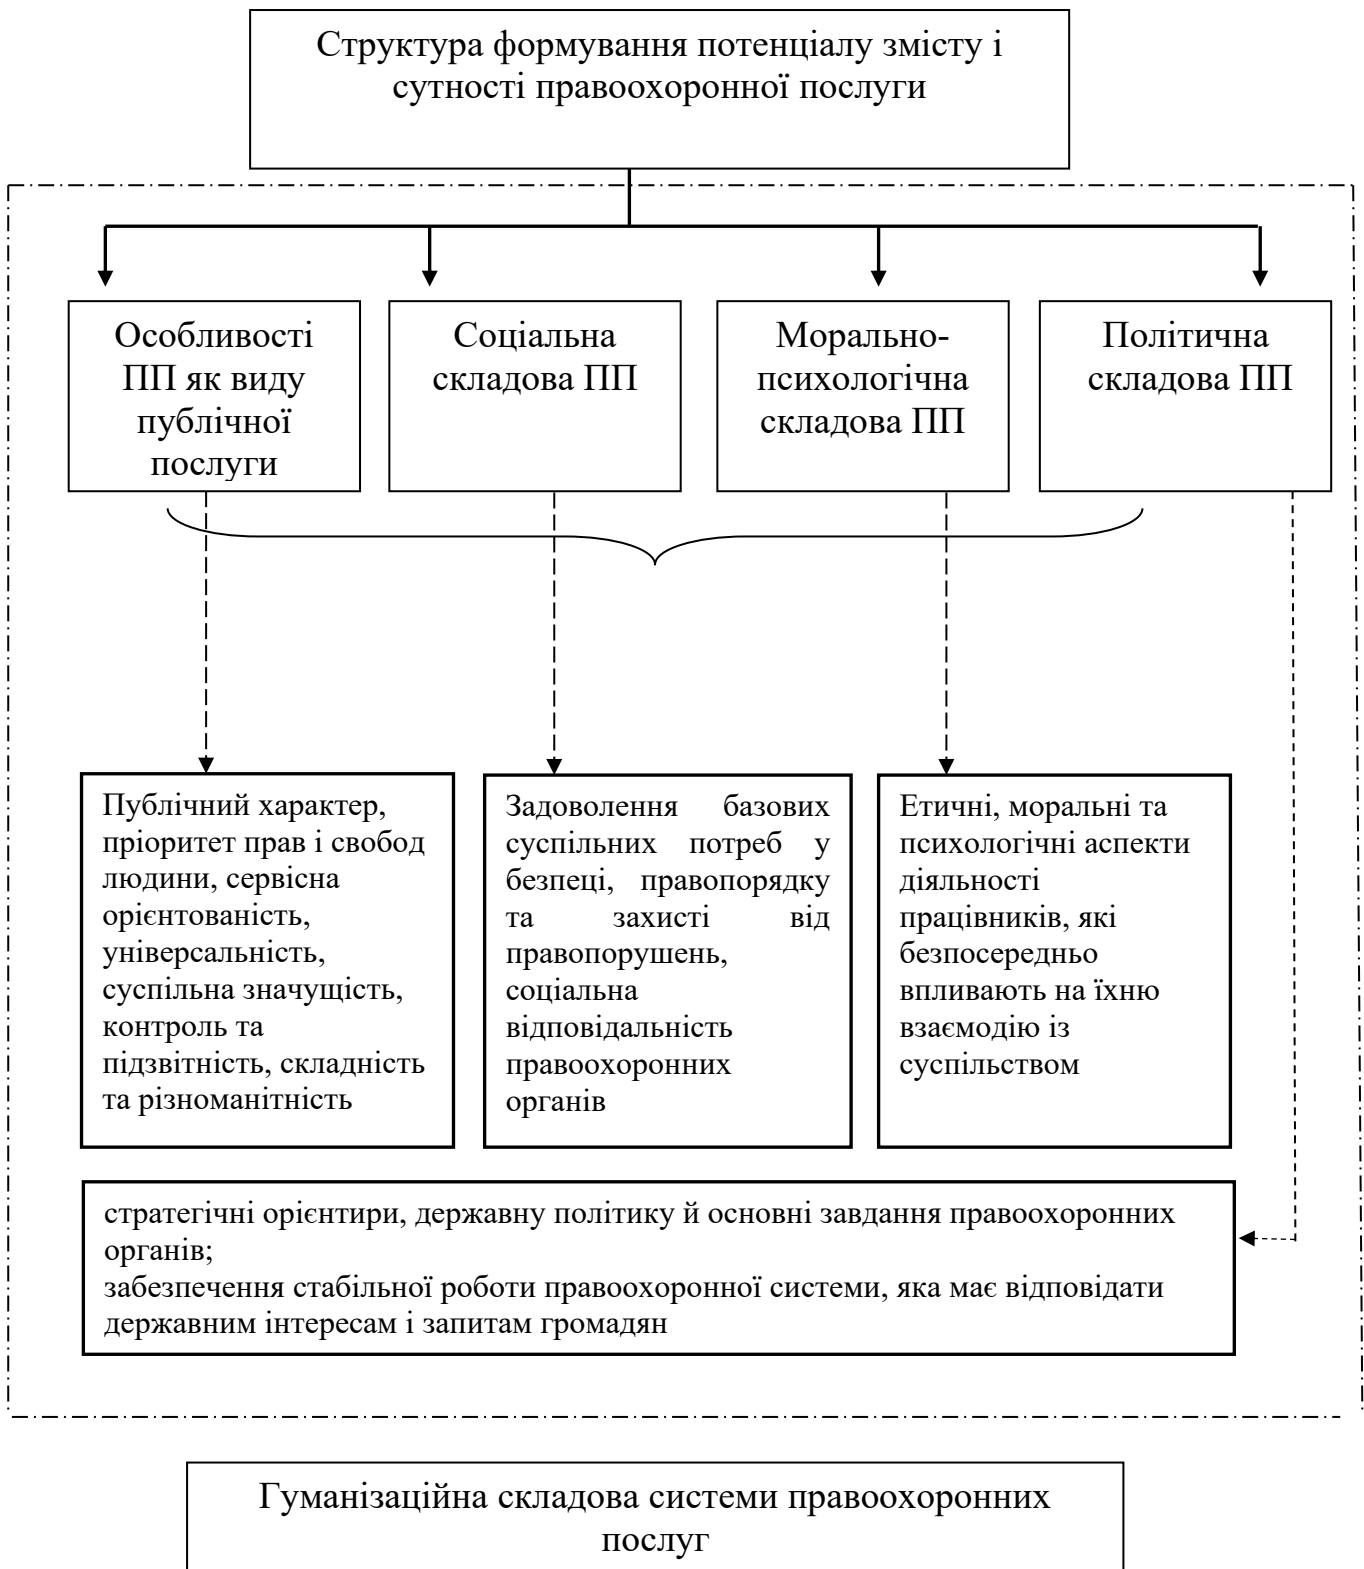 Структура формування потенціалу змісту і
сутності правоохоронної послуги
Особливості
ПП як виду
публічної
послуги
Соціальна
складова ПП
Морально-
психологічна
складова ПП
Політична
складова ПП
Публічний характер,
пріоритет прав і свобод
людини, сервісна
орієнтованість,
універсальність,
суспільна значущість,
контроль та
підзвітність, складність
та різноманітність
Задоволення базових
суспільних потреб у
безпеці, правопорядку
та захисті від
правопорушень,
соціальна
відповідальність
правоохоронних
органів
Етичні, моральні та
психологічні аспекти
діяльності
працівників, які
безпосередньо
впливають на їхню
взаємодію із
суспільством
стратегічні орієнтири, державну політику й основні завдання правоохоронних
органів;
забезпечення стабільної роботи правоохоронної системи, яка має відповідати
державним інтересам і запитам громадян
Гуманізаційна складова системи правоохоронних
послуг